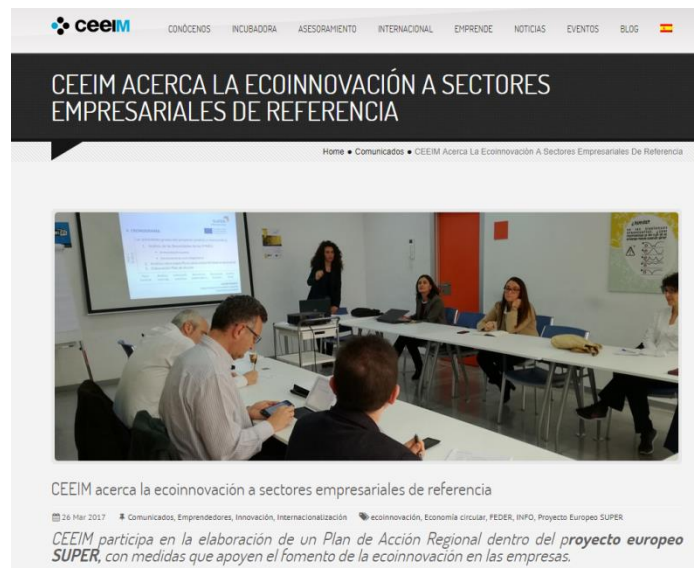 ceeim
CONÓCENOS INCUBADORA ASESORAMIENTO INTERNACIONAL EMPRENDE NOTICIAS EVENTOS BLOG
CEEIM ACERCA LA ECOINNOVACIÓN A SECTORES
EMPRESARIALES DE REFERENCIA
Home ● Comunicados ● CEEIM Acerca La Ecoinnovación A Sectores Empresariales De Referencia
CEEIM acerca la ecoinnovación a sectores empresariales de referencia
26 Mar 2017 Comunicados, Emprendedores, Innovación, Internacionalización ecoinnovación, Economía circular, FEDER, INFO, Proyecto Europeo SUPER
CEEIM participa en la elaboración de un Plan de Acción Regional dentro del proyecto europeo
SUPER, con medidas que apoyen el fomento de la ecoinnovación en las empresas.